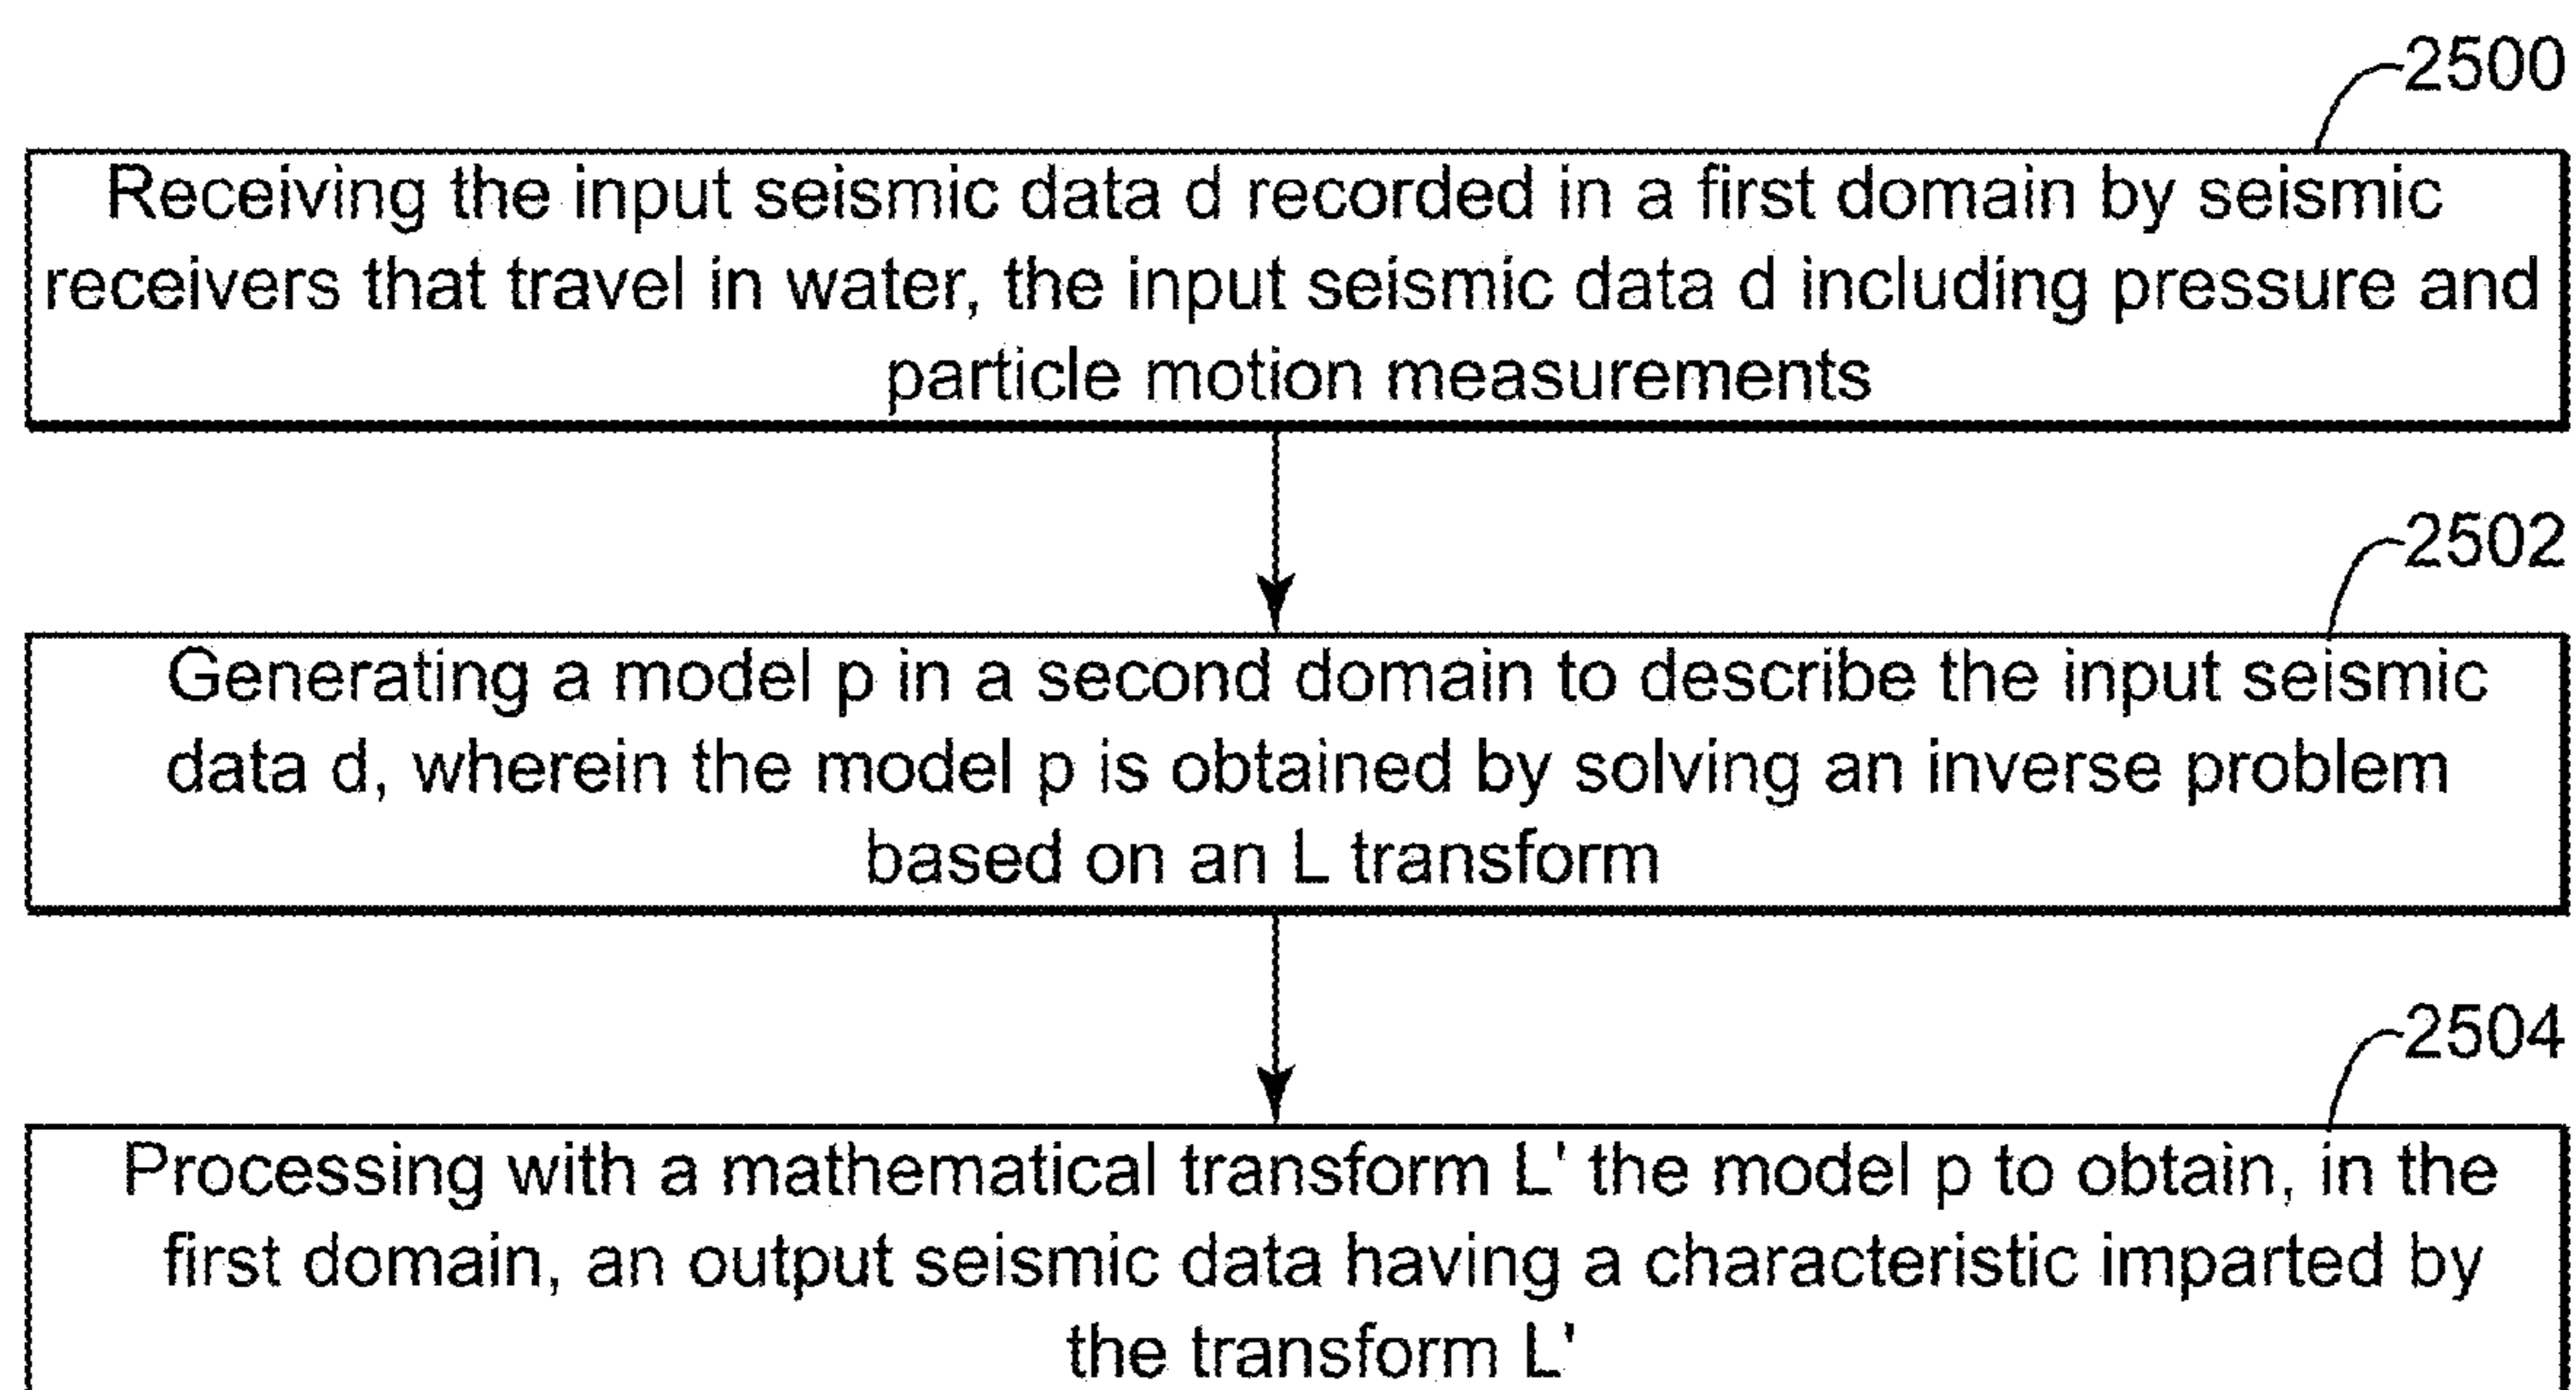 2500
Receiving the input seismic data d recorded in a first domain by seismic
receivers that travel in water, the input seismic data d including pressure and
particle motion measurements
2502
Generating a model p in a second domain to describe the input seismic
data d, wherein the model p is obtained by solving an inverse problem
based on an L transform
2504
Processing with a mathematical transform L' the model p to obtain, in the
first domain, an output seismic data having a characteristic imparted by
the transform L'